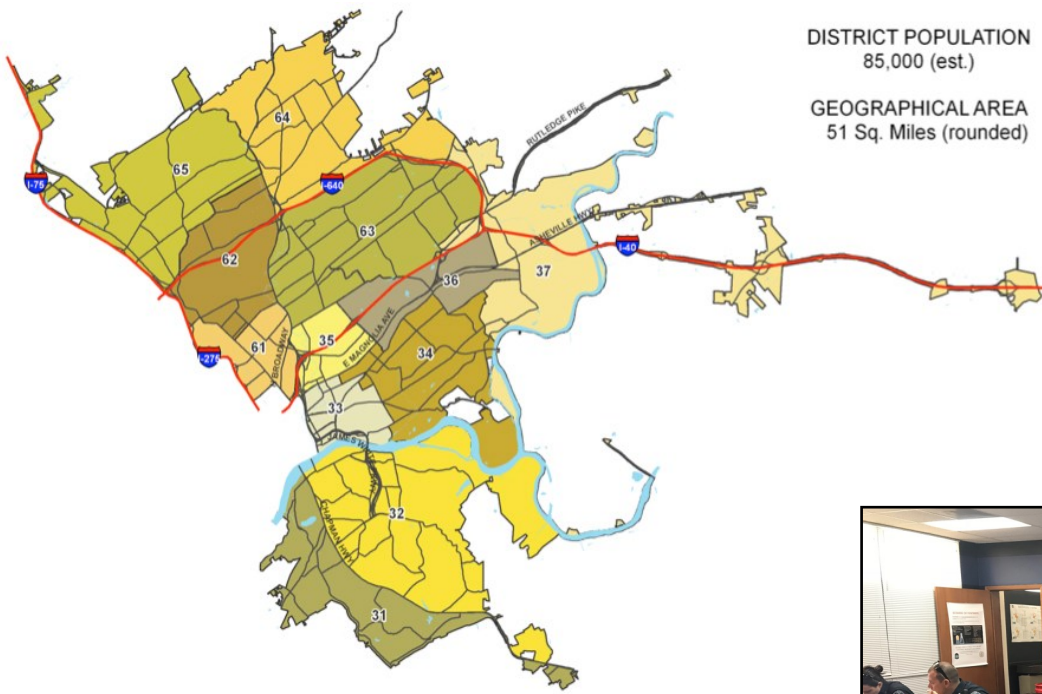 DISTRICT POPULATION
85,000 (est.)
GEOGRAPHICAL AREA
51 Sq. Miles (rounded)
64
RUTLEDGE PIKE
65
I-75
I-640
63
ASHEVILLE HWY
I-40
62
37
36
E MAGNOLIA AVE
35
61
BROADWAY
I-275
34
33
32
CHAPMAN HWY
31